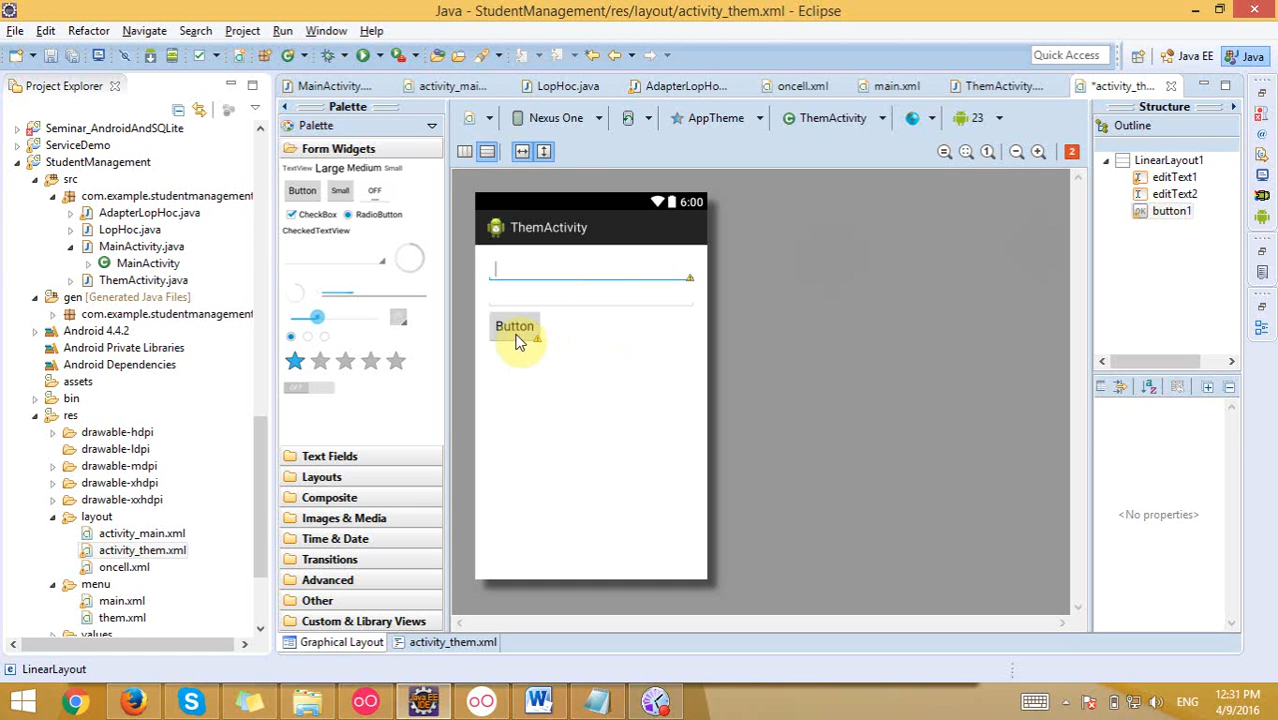 Java - StudentManagement/res/layout/activity_them.xml - Eclipse
File Edit Refactor Navigate Search Project Run Window Help
Quick Access
Java EE
Java
Project Explorer
MainActivity....
activity_mai...
LopHoc.java
AdapterLopHo...
oncell.xml
main.xml
ThemActivity....
*activity_th...
Seminar_AndroidAndSQLite
ServiceDemo
StudentManagement
src
com.example.studentmanagement
AdapterLopHoc.java
LopHoc.java
MainActivity.java
MainActivity
ThemActivity.java
gen [Generated Java Files]
com.example.studentmanagement
Android 4.4.2
Android Private Libraries
Android Dependencies
assets
bin
res
drawable-hdpi
drawable-ldpi
drawable-mdpi
drawable-xhdpi
drawable-xxhdpi
layout
activity_main.xml
activity_them.xml
oncell.xml
menu
main.xml
them.xml
values
Palette
Palette
Form Widgets
TextView Large Medium Small
Button Small OFF
CheckBox RadioButton
CheckedTextView
OFF
Text Fields
Layouts
Composite
Images & Media
Time & Date
Transitions
Advanced
Other
Custom & Library Views
Graphical Layout
activity_them.xml
Nexus One
AppTheme
ThemActivity
23
2
6:00
ThemActivity
Button
Structure
Outline
LinearLayout1
editText1
editText2
OK
button1
<No properties>
LinearLayout
ENG
12:31 PM
4/9/2016